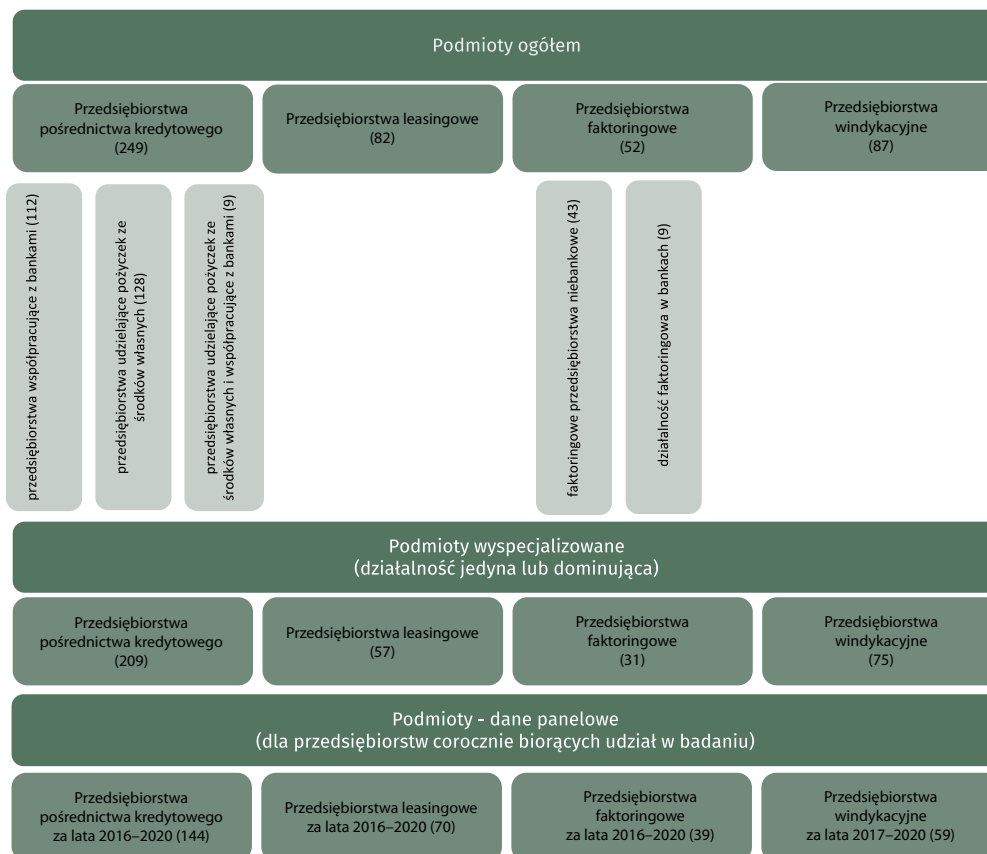 Podmioty ogółem
Przedsiębiorstwa
pośrednictwa kredytowego
(249)
Przedsiębiorstwa leasingowe
(82)
Przedsiębiorstwa
faktoringowe
(52)
Przedsiębiorstwa
windykacyjne
(87)
przedsiębiorstwa współpracujące z bankami (112)
przedsiębiorstwa udzielające pożyczek ze
środków własnych (128)
przedsiębiorstwa udzielające pożyczek ze
środków własnych i współpracujące z bankami (9)
faktoringowe przedsiębiorstwa niebankowe (43)
działalność faktoringowa w bankach (9)
Podmioty wyspecjalizowane
(działalność jedyna lub dominująca)
Przedsiębiorstwa
pośrednictwa kredytowego
(209)
Przedsiębiorstwa leasingowe
(57)
Przedsiębiorstwa
faktoringowe
(31)
Przedsiębiorstwa
windykacyjne
(75)
Podmioty - dane panelowe
(dla przedsiębiorstw corocznie biorących udział w badaniu)
Przedsiębiorstwa
pośrednictwa kredytowego
za lata 2016–2020 (144)
Przedsiębiorstwa leasingowe
za lata 2016–2020 (70)
Przedsiębiorstwa
faktoringowe
za lata 2016–2020 (39)
Przedsiębiorstwa
windykacyjne
za lata 2017–2020 (59)